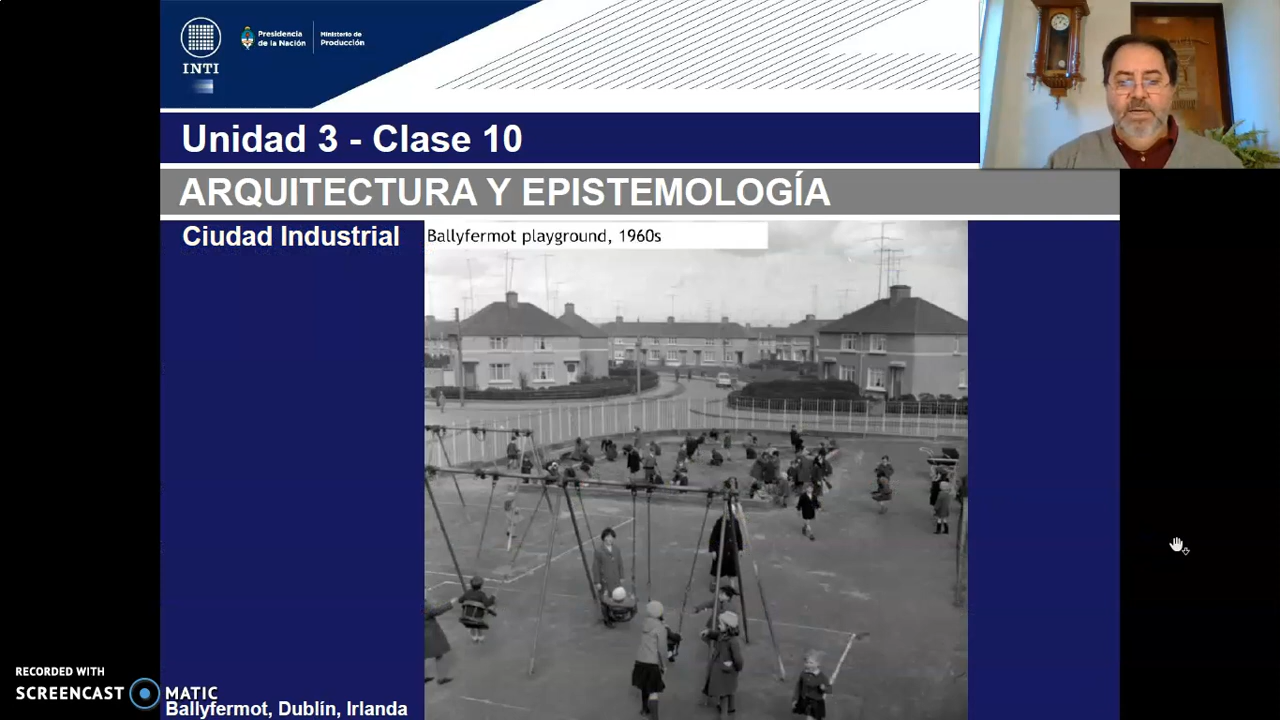 INTI
Presidencia
de la Nación
Ministerio de
Producción
Unidad 3 - Clase 10
ARQUITECTURA Y EPISTEMOLOGÍA
Ciudad Industrial
Ballyfermot playground, 1960s
RECORDED WITH
SCREENCAST MATIC
Ballyfermot, Dublín, Irlanda